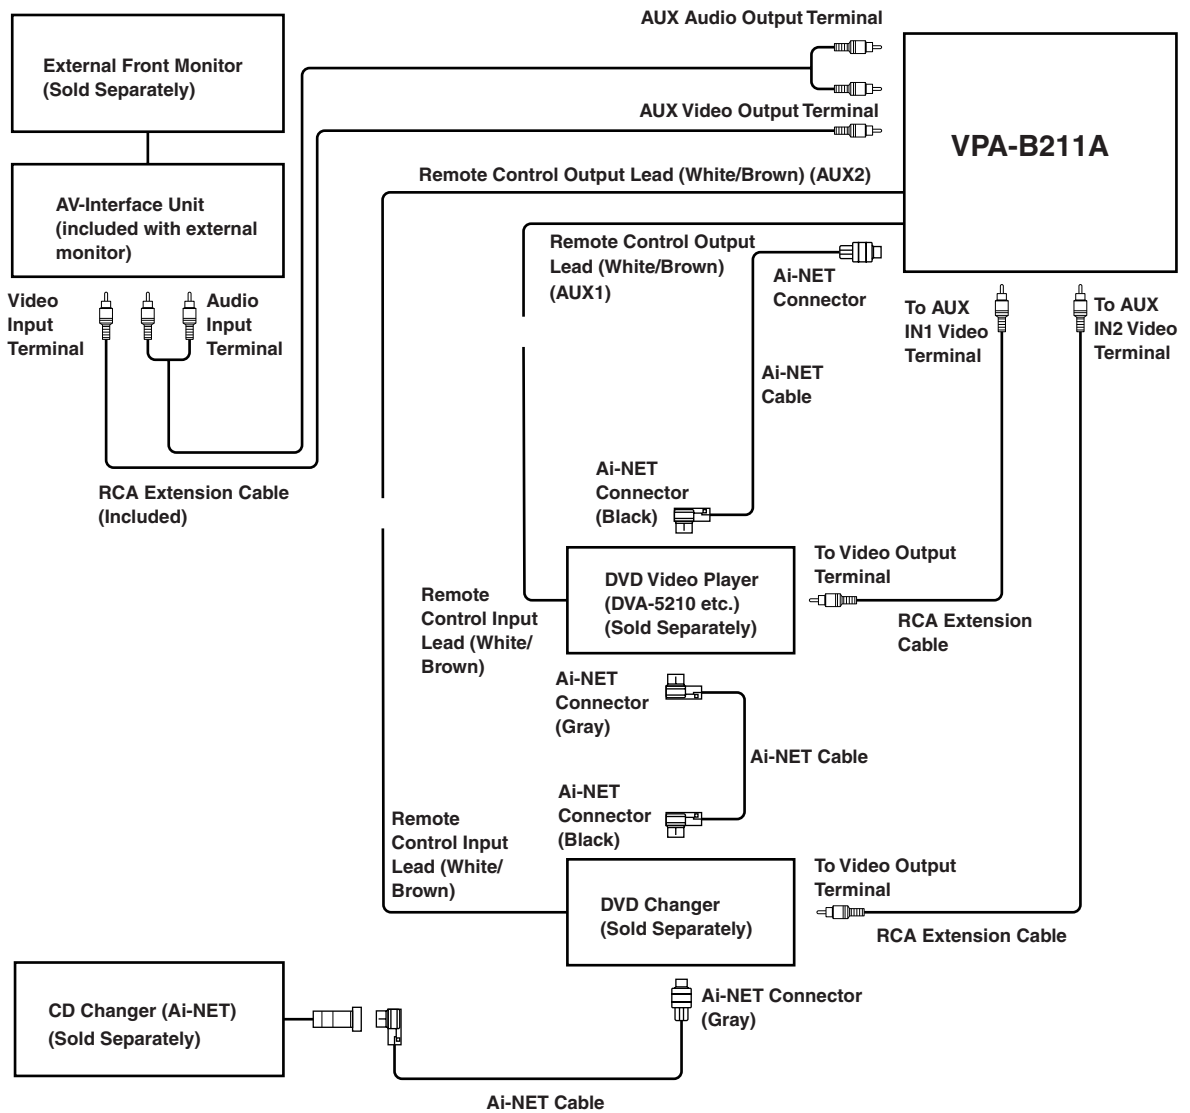 AUX Audio Output Terminal
External Front Monitor
(Sold Separately)
AUX Video Output Terminal
VPA-B211A
Remote Control Output Lead (White/Brown) (AUX2)
AV-Interface Unit
(included with external
monitor)
Remote Control Output
Lead (White/Brown)
(AUX1)
Ai-NET
Connector
Video
Input
Terminal
Audio
Input
Terminal
To AUX
IN1 Video
Terminal
To AUX
IN2 Video
Terminal
Ai-NET
Cable
Ai-NET
Connector
(Black)
RCA Extension Cable
(Included)
To Video Output
Terminal
DVD Video Player
(DVA-5210 etc.)
(Sold Separately)
Remote
Control Input
Lead (White/
Brown)
RCA Extension
Cable
Ai-NET
Connector
(Gray)
Ai-NET Cable
Ai-NET
Connector
(Black)
Remote
Control Input
Lead (White/
Brown)
To Video Output
Terminal
DVD Changer
(Sold Separately)
RCA Extension Cable
CD Changer (Ai-NET)
(Sold Separately)
Ai-NET Connector
(Gray)
Ai-NET Cable